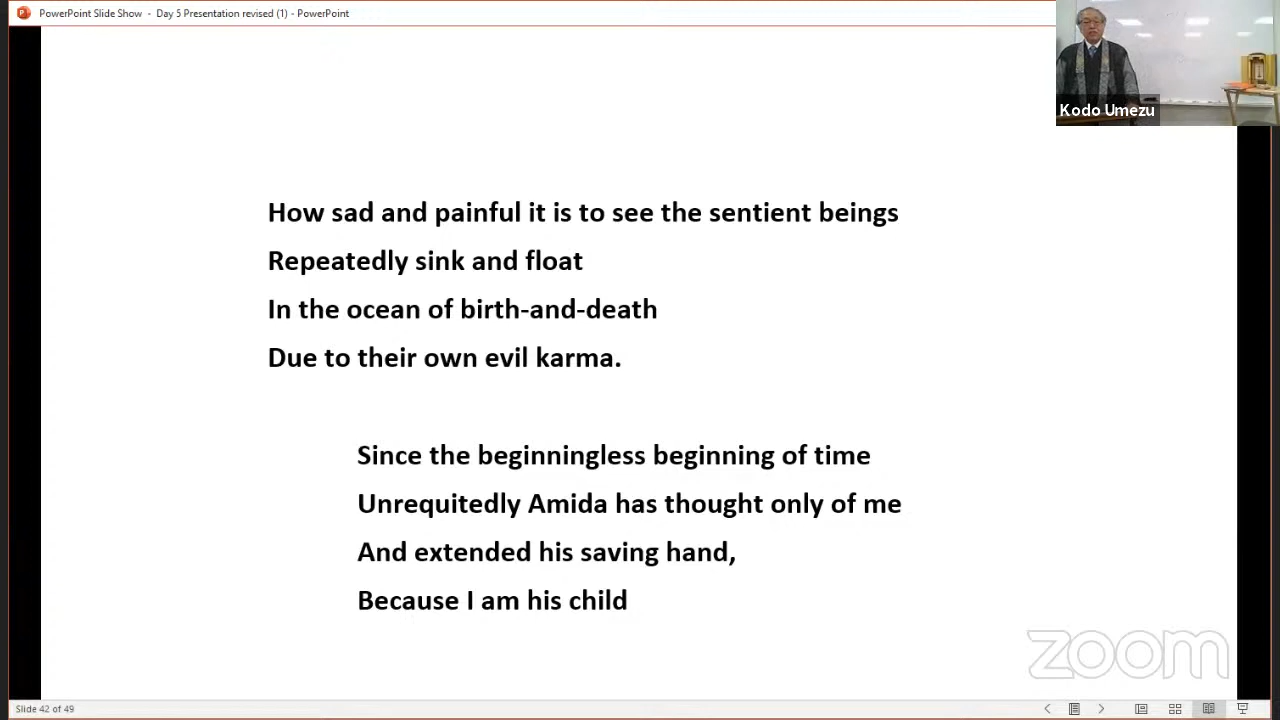 PowerPoint Slide Show - Day 5 Presentation revised (1) - PowerPoint
Kodo Umezu
How sad and painful it is to see the sentient beings
Repeatedly sink and float
In the ocean of birth-and-death
Due to their own evil karma.
Since the beginningless beginning of time
Unrequitedly Amida has thought only of me
And extended his saving hand,
Because I am his child
zoom
Slide 42 of 49